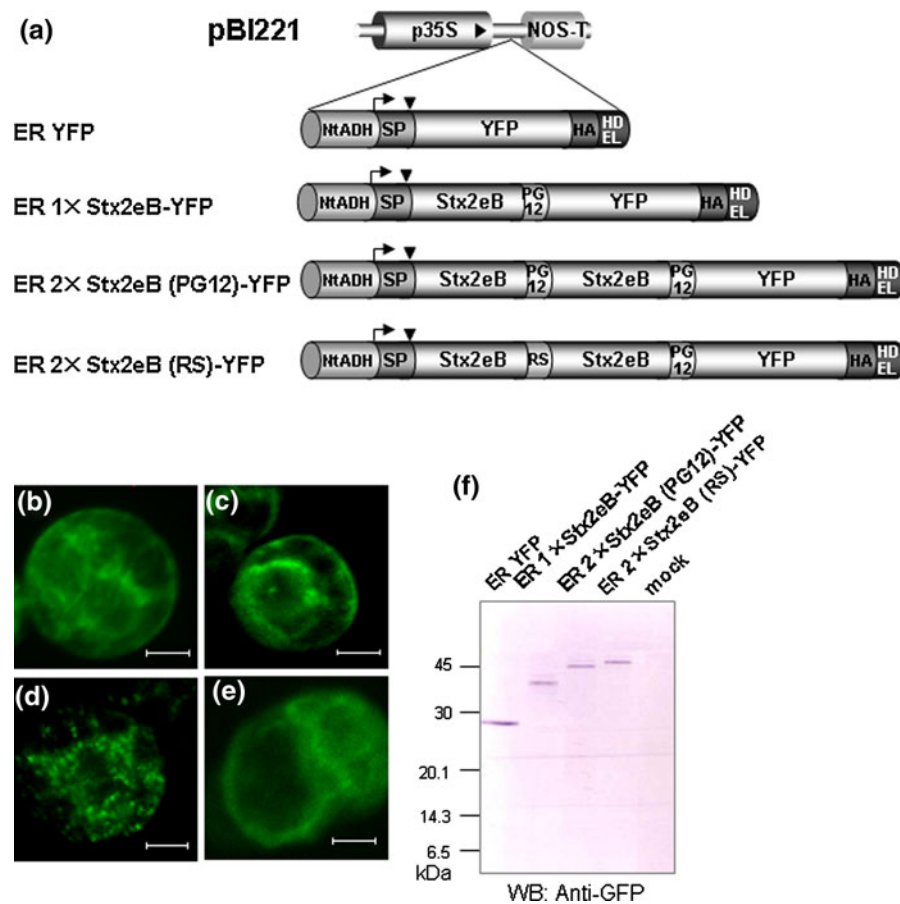 (a)
pBI221
p35S
NOS-T
ER YFP
NtADH SP YFP HA HD EL
ER 1× Stx2eB-YFP
NtADH SP Stx2eB PG 12 YFP HA HD EL
ER 2× Stx2eB (PG12)-YFP
NtADH SP Stx2eB PG 12 Stx2eB PG 12 YFP HA HD EL
ER 2× Stx2eB (RS)-YFP
NtADH SP Stx2eB RS Stx2eB PG 12 YFP HA HD EL
(b)
(c)
(d)
(e)
(f)
ER YFP
ER 1×Stx2eB-YFP
ER 2×Stx2eB (PG12)-YFP
ER 2×Stx2eB (RS)-YFP
mock
45
30
20.1
14.3
6.5
kDa
WB: Anti-GFP